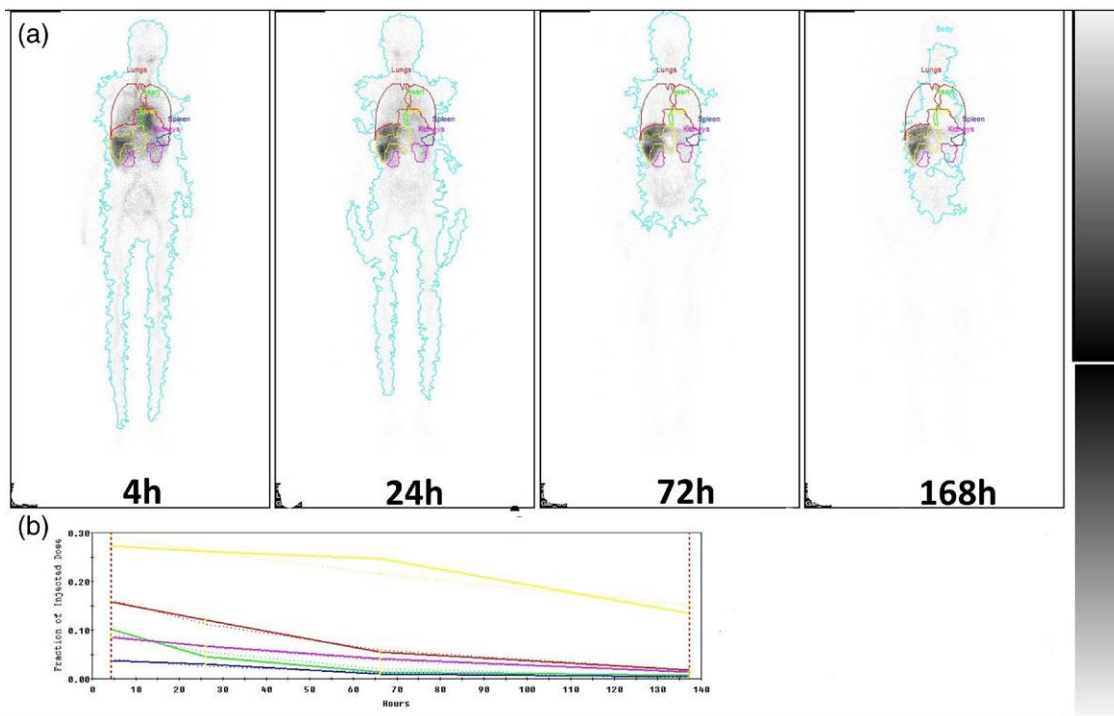 (a)
Lungs
Heart
Spleen
Kidneys
4h
Lungs
Heart
Spleen
Kidneys
24h
Lungs
Heart
Spleen
Kidneys
72h
Body
Lungs
Heart
Spleen
Kidneys
168h
(b)
Fraction of Injected Dose
0.30
0.20
0.10
0.00
0 10 20 30 40 50 60 70 80 90 100 110 120 130 140
Hours